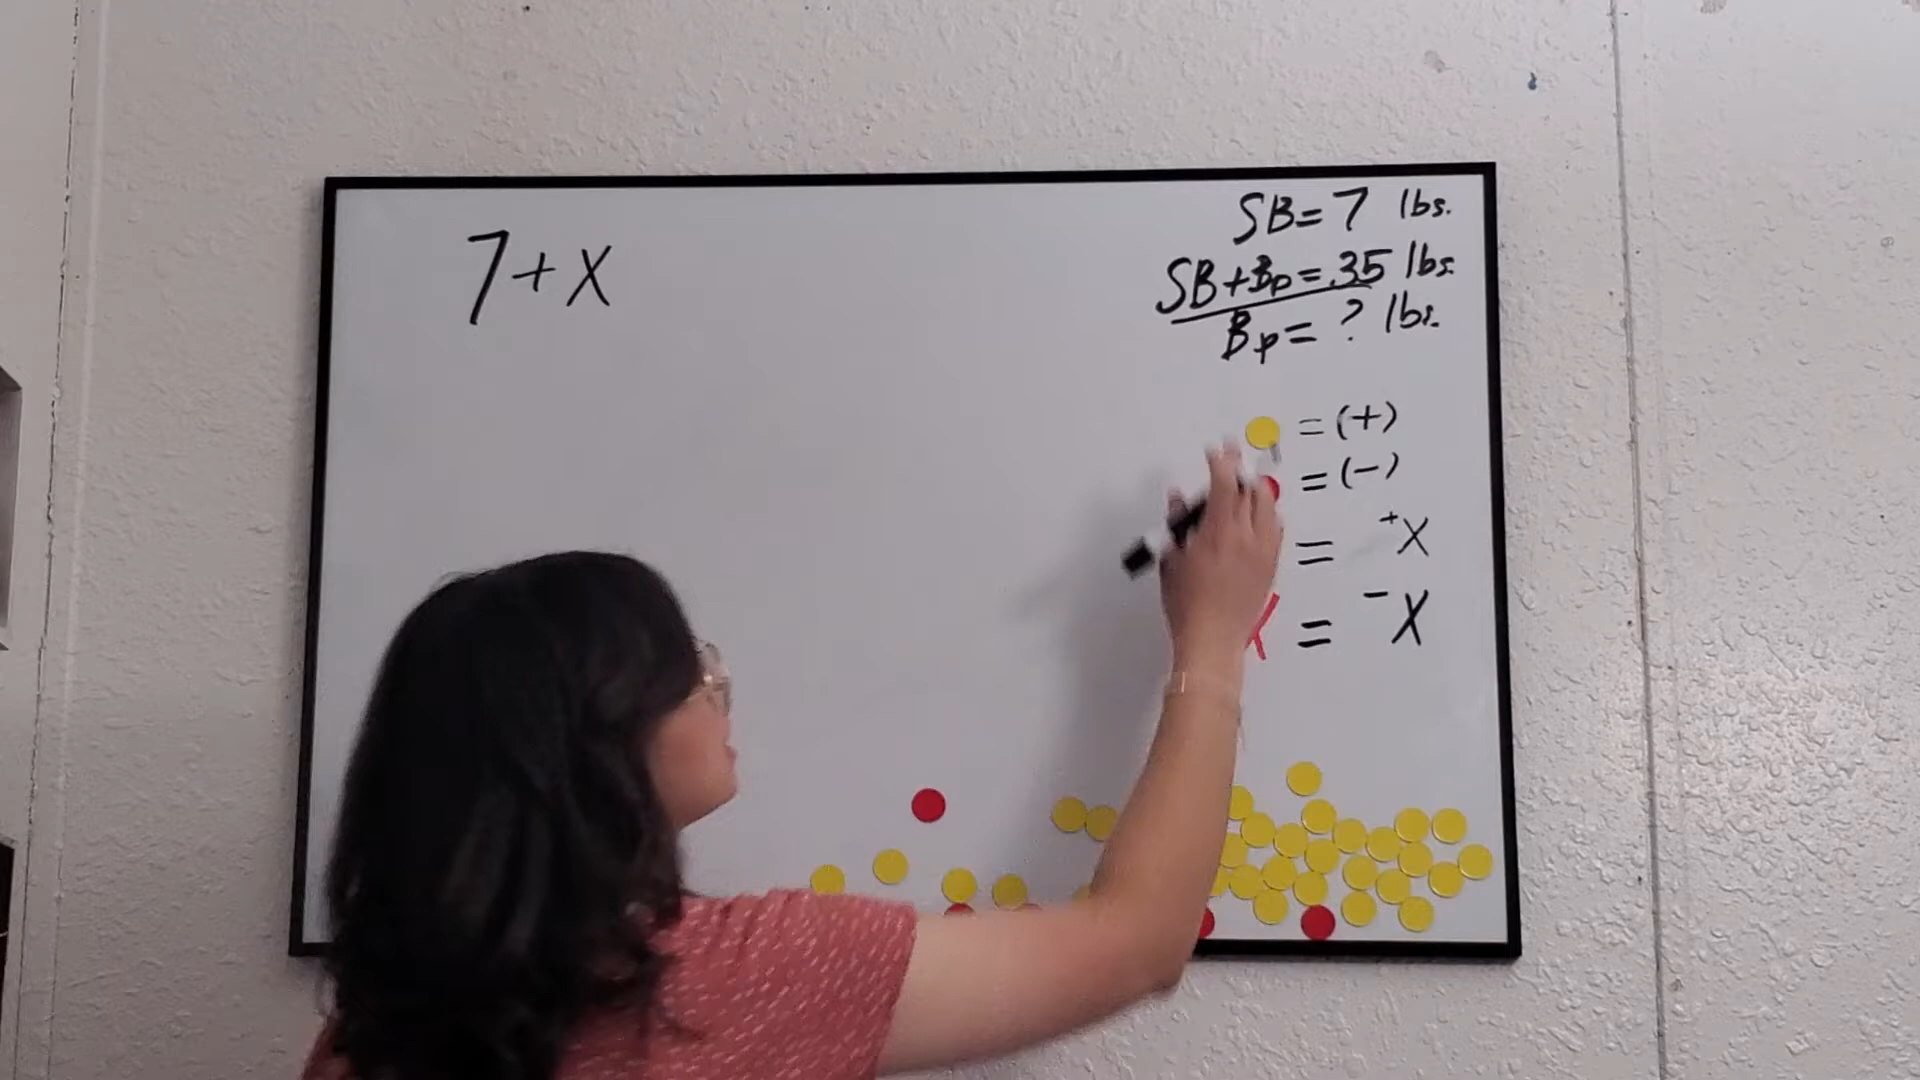 7+X
SB=7 lbs.
SB+Bp=.35 lbs.
Bp=? lbs.
=(+)
=(-)
= +X
X = -X